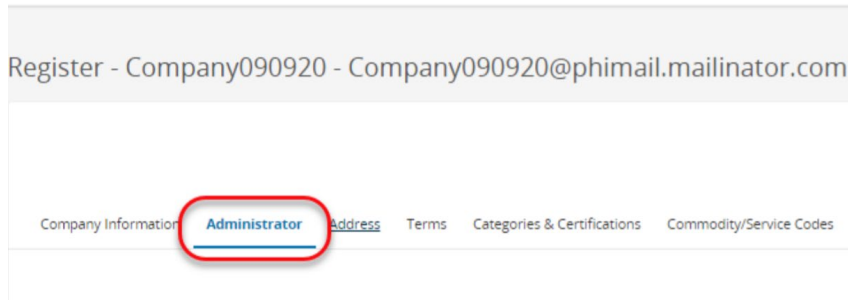 Register - Company090920 - Company090920@phimail.mailinator.com
Company Information Administrator Address Terms Categories & Certifications Commodity/Service Codes